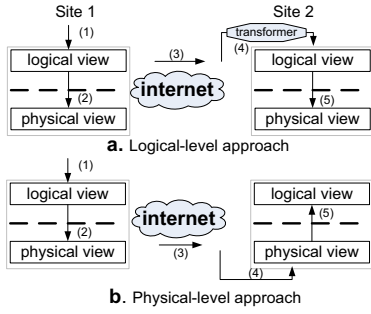 Site 1
Site 2
(1)
transformer
(3)
(4)
logical view
logical view
(2)
internet
(5)
physical view
physical view
a. Logical-level approach
(1)
logical view
logical view
(2)
internet
(5)
physical view
physical view
(3)
(4)
b. Physical-level approach